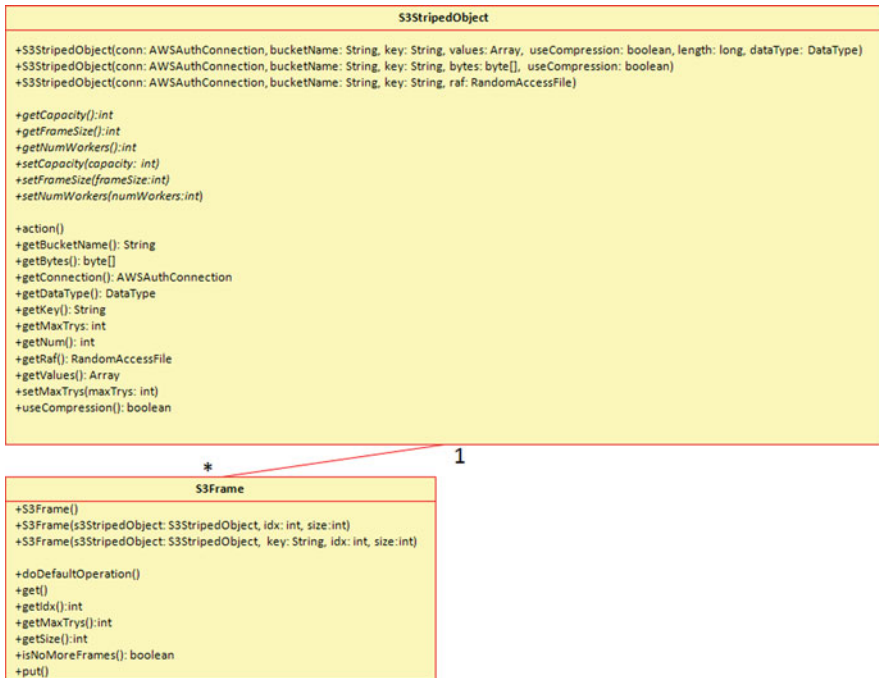 S3StripedObject
+S3StripedObject(conn: AWSAuthConnection, bucketName: String, key: String, values: Array, useCompression: boolean, length: long, dataType: DataType)
+S3StripedObject(conn: AWSAuthConnection, bucketName: String, key: String, bytes: byte[], useCompression: boolean)
+S3StripedObject(conn: AWSAuthConnection, bucketName: String, key: String, raf: RandomAccessFile)
+getCapacity():int
+getFrameSize():int
+getNumWorkers():int
+setCapacity(capacity: int)
+setFrameSize(frameSize:int)
+setNumWorkers(numWorkers:int)
+action()
+getBucketName(): String
+getBytes(): byte[]
+getConnection(): AWSAuthConnection
+getDataType(): DataType
+getKey(): String
+getMaxTrys: int
+getNum(): int
+getRaf(): RandomAccessFile
+getValues(): Array
+setMaxTrys(maxTrys: int)
+useCompression(): boolean
1
*
S3Frame
+S3Frame()
+S3Frame(s3StripedObject: S3StripedObject, idx: int, size:int)
+S3Frame(s3StripedObject: S3StripedObject, key: String, idx: int, size:int)
+doDefaultOperation()
+get()
+getIdx():int
+getMaxTrys():int
+getSize():int
+isNoMoreFrames(): boolean
+put()